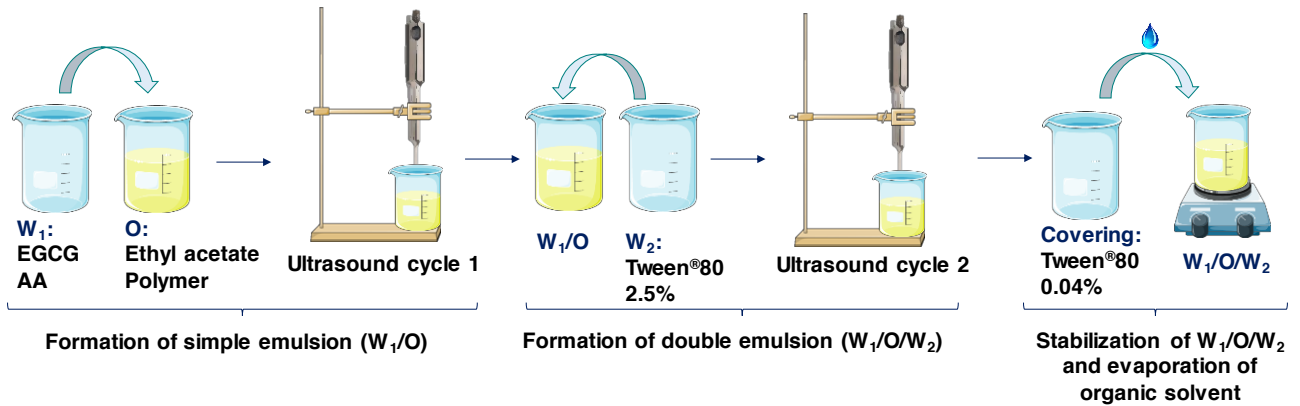 W₁:
EGCG
AA
O:
Ethyl acetate
Polymer
Ultrasound cycle 1
Formation of simple emulsion (W₁/O)
W₁/O
W₂:
Tween®80
2.5%
Ultrasound cycle 2
Formation of double emulsion (W₁/O/W₂)
Covering:
Tween®80
0.04%
W₁/O/W₂
Stabilization of W₁/O/W₂
and evaporation of
organic solvent